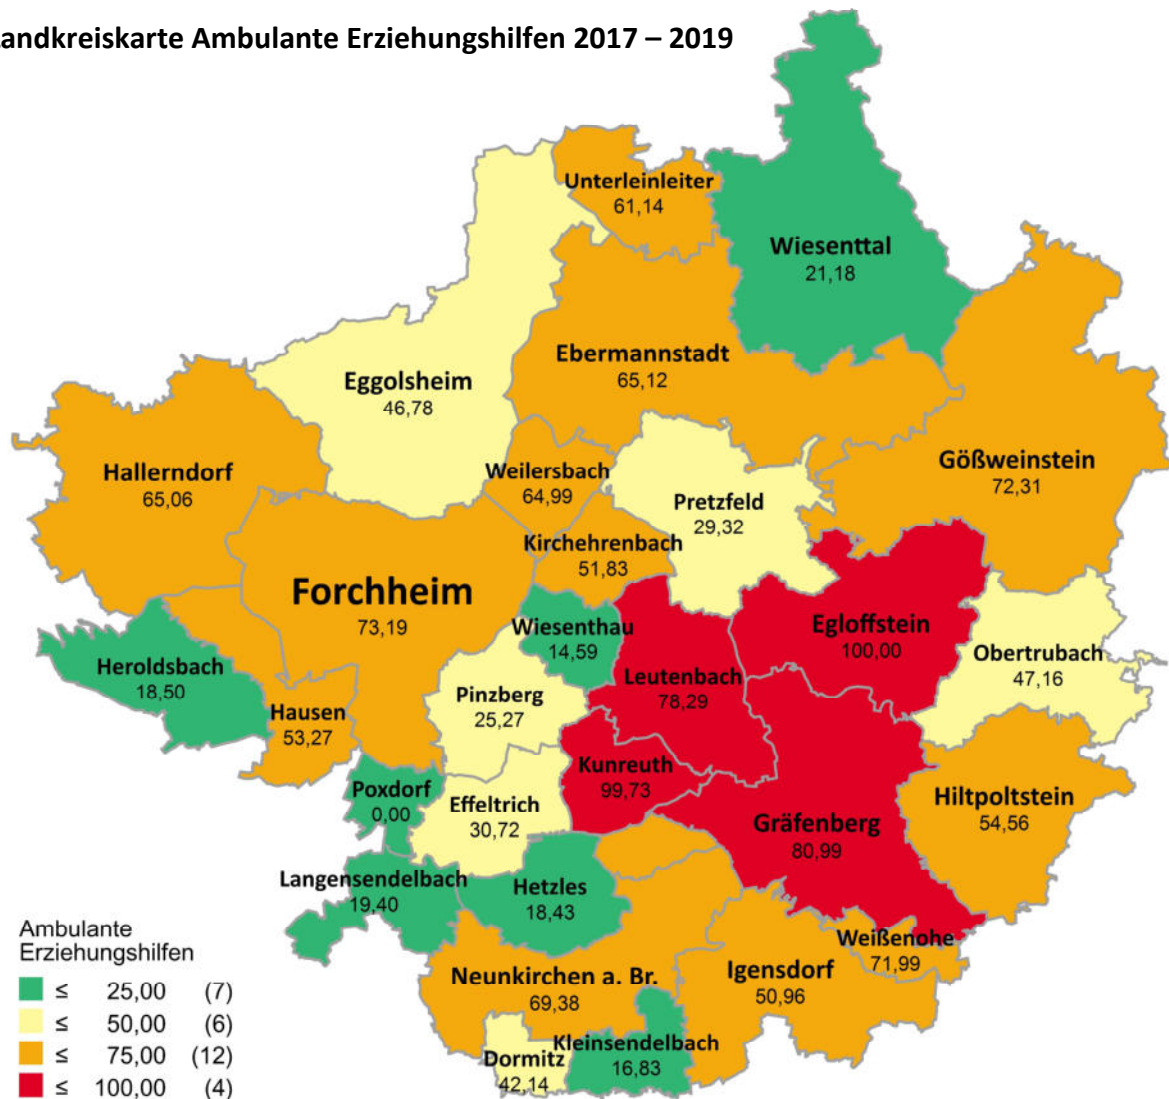 Landkreiskarte Ambulante Erziehungshilfen 2017 – 2019
Unterleinleiter
61,14
Wiesenttal
21,18
Ebermannstadt
65,12
Eggolsheim
46,78
Hallerndorf
65,06
Weilersbach
64,99
Gößweinstein
72,31
Pretzfeld
29,32
Kirchehrenbach
51,83
Forchheim
73,19
Wiesenthau
14,59
Egloffstein
100,00
Obertrubach
47,16
Heroldsbach
18,50
Leutenbach
78,29
Pinzberg
25,27
Hausen
53,27
Kunreuth
99,73
Poxdorf
0,00
Effeltrich
30,72
Hiltpoltstein
54,56
Gräfenberg
80,99
Langensendelbach
19,40
Hetzles
18,43
Weißenohe
71,99
Neunkirchen a. Br.
69,38
Igensdorf
50,96
Kleinsendelbach
16,83
Dormitz
42,14
Ambulante
Erziehungshilfen
≤ 25,00 (7)
≤ 50,00 (6)
≤ 75,00 (12)
≤ 100,00 (4)